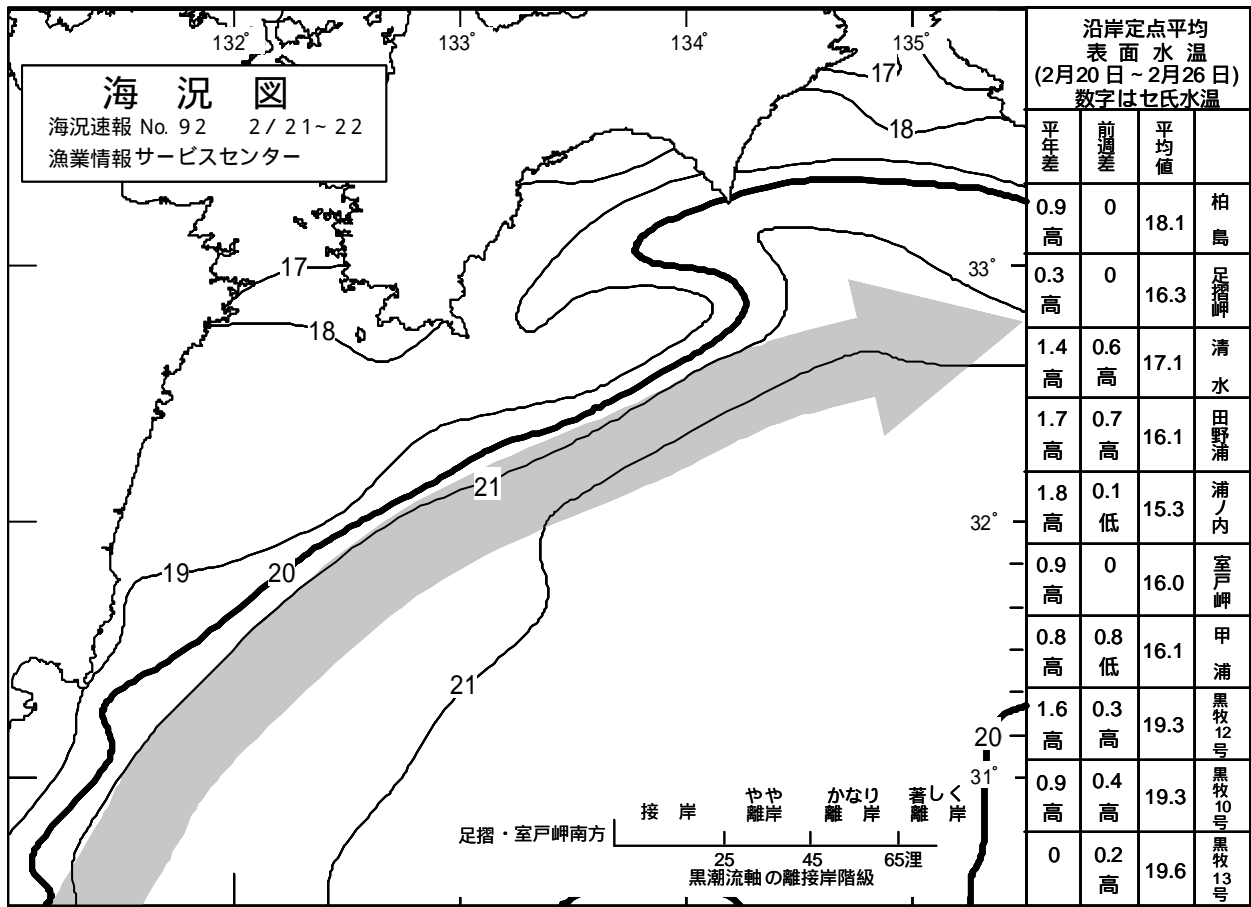 132°
133°
134°
135°
海況図
海況速報 No. 92 2/21~22
漁業情報サービスセンター
17
18
17
18
33°
19
20
21
32°
21
20
31°
足摺・室戸岬南方
接岸
やや
離岸
かなり
離岸
著しく
離岸
25
45
65浬
黒潮流軸の離接岸階級
沿岸定点平均
表面水温
(2月20日~2月26日)
数字はセ氏水温
平年差 前週差 平均値
0.9高 0 18.1 柏島
0.3高 0 16.3 足摺岬
1.4高 0.6高 17.1 清水
1.7高 0.7高 16.1 田野浦
1.8高 0.1低 15.3 浦ノ内
0.9高 0 16.0 室戸岬
0.8高 0.8低 16.1 甲浦
1.6高 0.3高 19.3 黒牧12号
0.9高 0.4高 19.3 黒牧10号
0 0.2高 19.6 黒牧13号